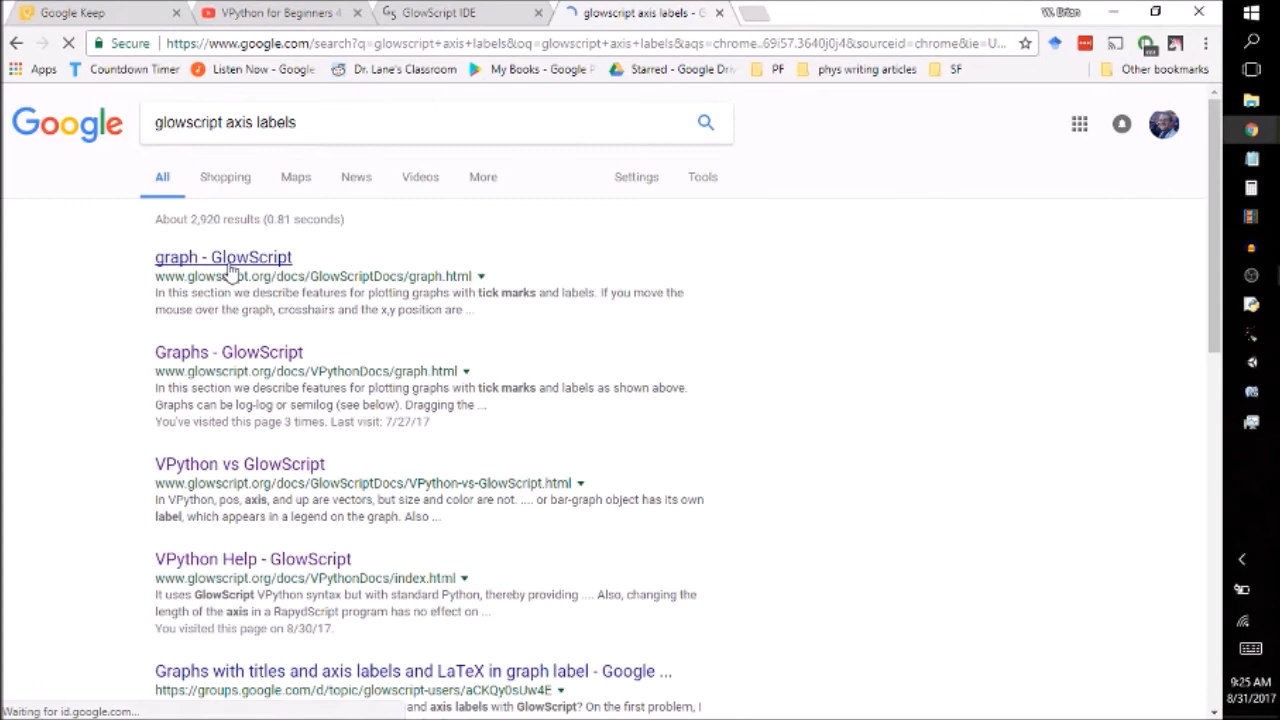 Google Keep
VPython for Beginners 4
GlowScript IDE
glowscript axis labels - G
W. Brian
Secure
https://www.google.com/search?q=glowscript+axis+labels&oq=glowscript+axis+labels&aqs=chrome..69i57.3640j0j4&sourceid=chrome&ie=U...
Apps
Countdown Timer
Listen Now - Google
Dr. Lane's Classroom
My Books - Google P
Starred - Google Dri
PF
phys writing articles
SF
Other bookmarks
Google
glowscript axis labels
All
Shopping
Maps
News
Videos
More
Settings
Tools
About 2,920 results (0.81 seconds)
graph - GlowScript
www.glowscript.org/docs/GlowScriptDocs/graph.html
In this section we describe features for plotting graphs with tick marks and labels. If you move the
mouse over the graph, crosshairs and the x,y position are ...
Graphs - GlowScript
www.glowscript.org/docs/VPythonDocs/graph.html
In this section we describe features for plotting graphs with tick marks and labels as shown above.
Graphs can be log-log or semilog (see below). Dragging the ...
You've visited this page 3 times. Last visit: 7/27/17
VPython vs GlowScript
www.glowscript.org/docs/GlowScriptDocs/VPython-vs-GlowScript.html
In VPython, pos, axis, and up are vectors, but size and color are not. .... or bar-graph object has its own
label, which appears in a legend on the graph. Also ...
VPython Help - GlowScript
www.glowscript.org/docs/VPythonDocs/index.html
It uses GlowScript VPython syntax but with standard Python, thereby providing .... Also, changing the
length of the axis in a RapydScript program has no effect on ...
You visited this page on 8/30/17.
Graphs with titles and axis labels and LaTeX in graph label - Google ...
https://groups.google.com/d/topic/glowscript-users/aCKQy0sUw4E
and axis labels with GlowScript? On the first problem, I
Waiting for id.google.com...
9:25 AM
8/31/2017